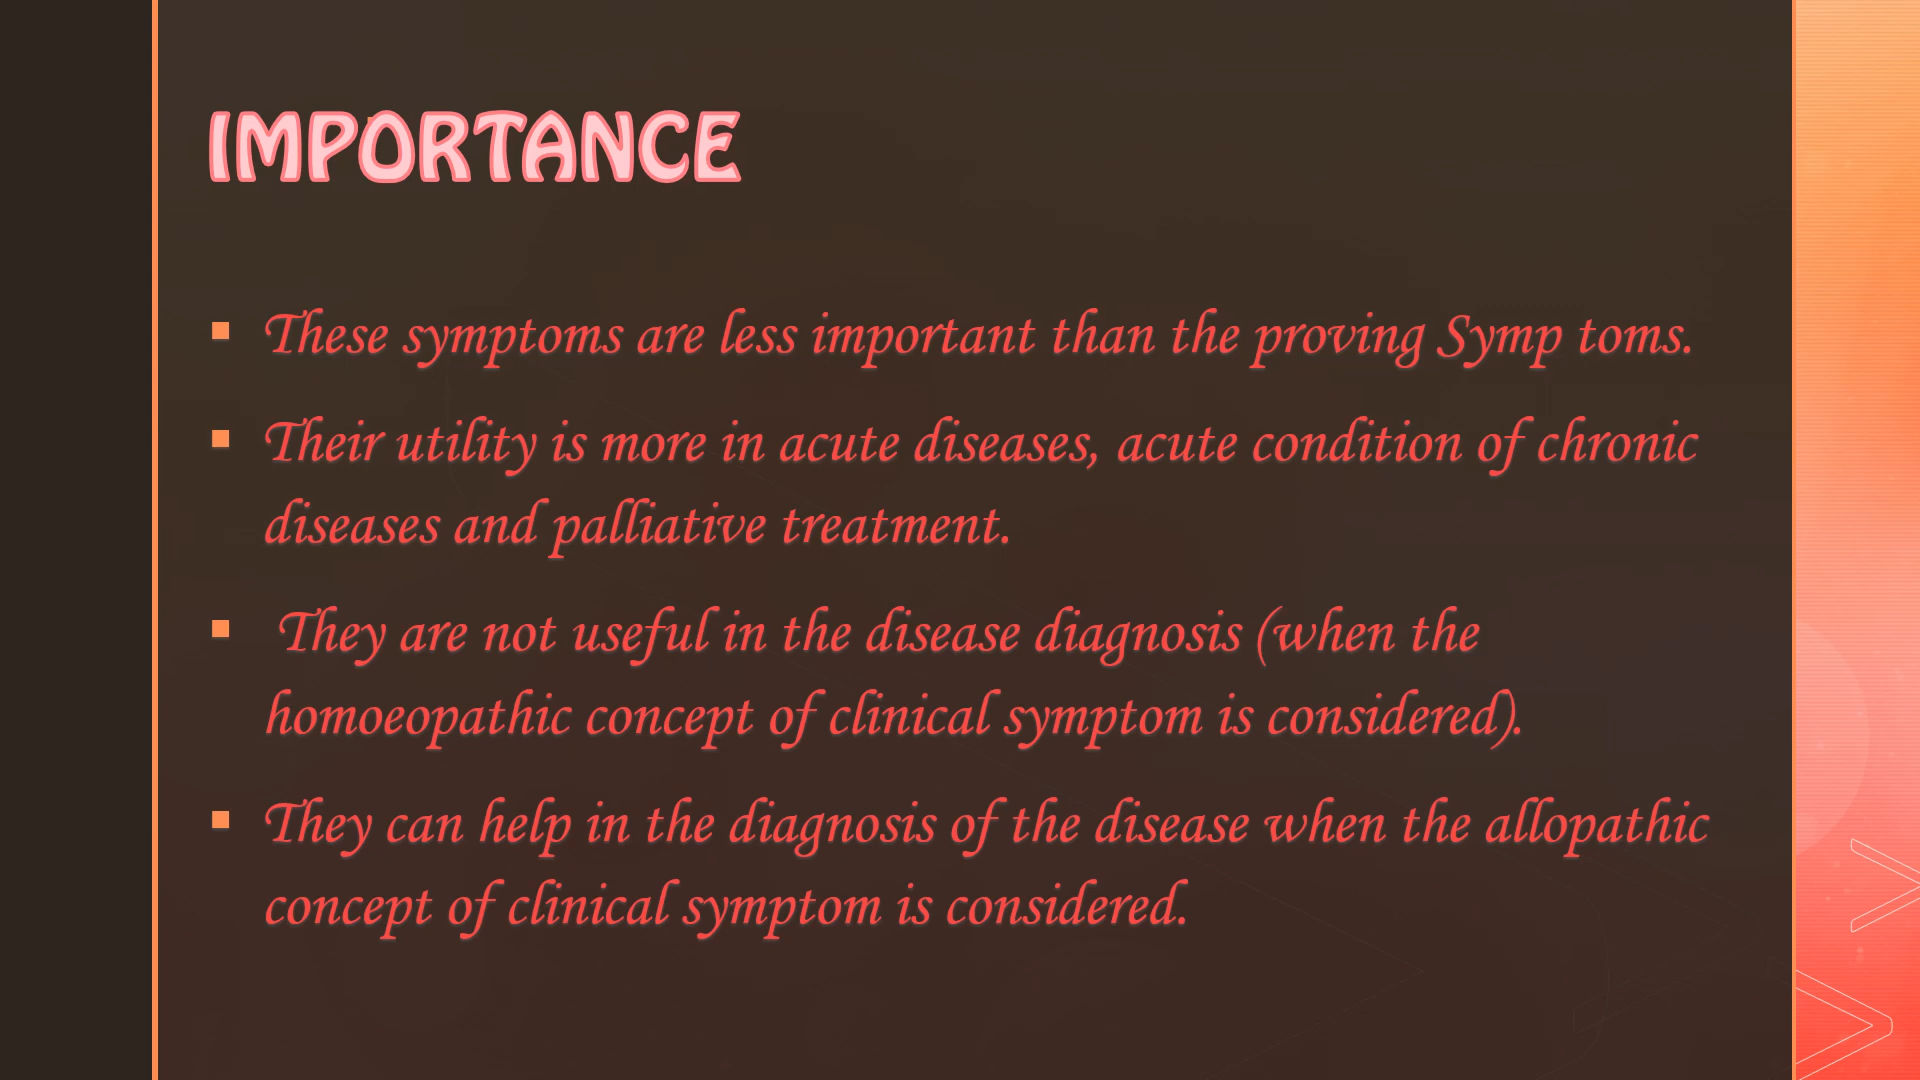 IMPORTANCE
▪ These symptoms are less important than the proving Symp toms.
▪ Their utility is more in acute diseases, acute condition of chronic
diseases and palliative treatment.
▪ They are not useful in the disease diagnosis (when the
homoeopathic concept of clinical symptom is considered).
▪ They can help in the diagnosis of the disease when the allopathic
concept of clinical symptom is considered.